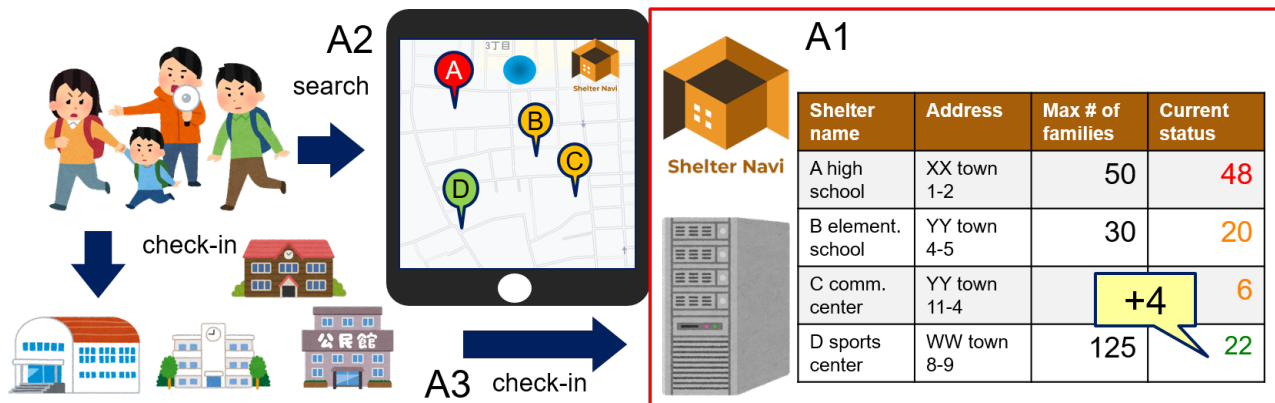 A2
search
3丁目
Shelter Navi
A
B
C
D
check-in
公民館
A3
check-in
A1
Shelter Navi
Shelter name
Address
Max # of families
Current status
A high school
XX town 1-2
50
48
B element. school
YY town 4-5
30
20
C comm. center
YY town 11-4
6
+4
D sports center
WW town 8-9
125
22